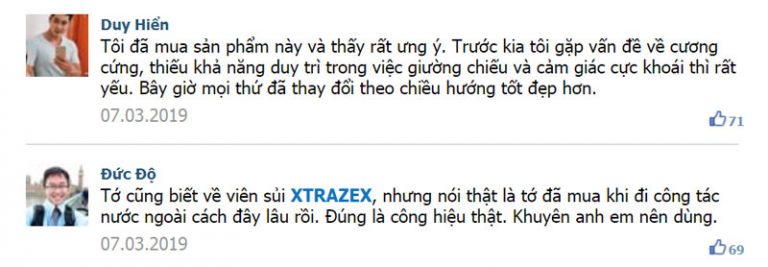 Duy Hiển
Tôi đã mua sản phẩm này và thấy rất ưng ý. Trước kia tôi gặp vấn đề về cương
cứng, thiếu khả năng duy trì trong việc giường chiếu và cảm giác cực khoái thì rất
yếu. Bây giờ mọi thứ đã thay đổi theo chiều hướng tốt đẹp hơn.
07.03.2019
71
Đức Độ
Tớ cũng biết về viên sủi XTRAZEX, nhưng nói thật là tớ đã mua khi đi công tác
nước ngoài cách đây lâu rồi. Đúng là công hiệu thật. Khuyên anh em nên dùng.
07.03.2019
69